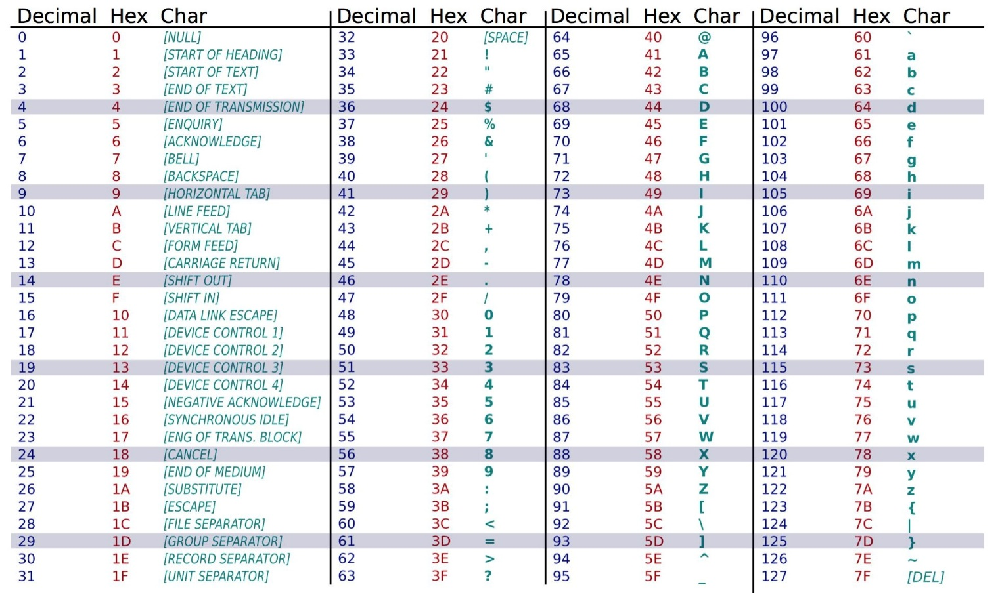 Decimal Hex Char Decimal Hex Char Decimal Hex Char Decimal Hex Char
0 0 [NULL] 32 20 [SPACE] 64 40 @ 96 60 `
1 1 [START OF HEADING] 33 21 ! 65 41 A 97 61 a
2 2 [START OF TEXT] 34 22 " 66 42 B 98 62 b
3 3 [END OF TEXT] 35 23 # 67 43 C 99 63 c
4 4 [END OF TRANSMISSION] 36 24 $ 68 44 D 100 64 d
5 5 [ENQUIRY] 37 25 % 69 45 E 101 65 e
6 6 [ACKNOWLEDGE] 38 26 & 70 46 F 102 66 f
7 7 [BELL] 39 27 ' 71 47 G 103 67 g
8 8 [BACKSPACE] 40 28 ( 72 48 H 104 68 h
9 9 [HORIZONTAL TAB] 41 29 ) 73 49 I 105 69 i
10 A [LINE FEED] 42 2A * 74 4A J 106 6A j
11 B [VERTICAL TAB] 43 2B + 75 4B K 107 6B k
12 C [FORM FEED] 44 2C , 76 4C L 108 6C l
13 D [CARRIAGE RETURN] 45 2D - 77 4D M 109 6D m
14 E [SHIFT OUT] 46 2E . 78 4E N 110 6E n
15 F [SHIFT IN] 47 2F / 79 4F O 111 6F o
16 10 [DATA LINK ESCAPE] 48 30 0 80 50 P 112 70 p
17 11 [DEVICE CONTROL 1] 49 31 1 81 51 Q 113 71 q
18 12 [DEVICE CONTROL 2] 50 32 2 82 52 R 114 72 r
19 13 [DEVICE CONTROL 3] 51 33 3 83 53 S 115 73 s
20 14 [DEVICE CONTROL 4] 52 34 4 84 54 T 116 74 t
21 15 [NEGATIVE ACKNOWLEDGE] 53 35 5 85 55 U 117 75 u
22 16 [SYNCHRONOUS IDLE] 54 36 6 86 56 V 118 76 v
23 17 [ENG OF TRANS. BLOCK] 55 37 7 87 57 W 119 77 w
24 18 [CANCEL] 56 38 8 88 58 X 120 78 x
25 19 [END OF MEDIUM] 57 39 9 89 59 Y 121 79 y
26 1A [SUBSTITUTE] 58 3A : 90 5A Z 122 7A z
27 1B [ESCAPE] 59 3B ; 91 5B [ 123 7B {
28 1C [FILE SEPARATOR] 60 3C < 92 5C \ 124 7C |
29 1D [GROUP SEPARATOR] 61 3D = 93 5D ] 125 7D }
30 1E [RECORD SEPARATOR] 62 3E > 94 5E ^ 126 7E ~
31 1F [UNIT SEPARATOR] 63 3F ? 95 5F _ 127 7F [DEL]